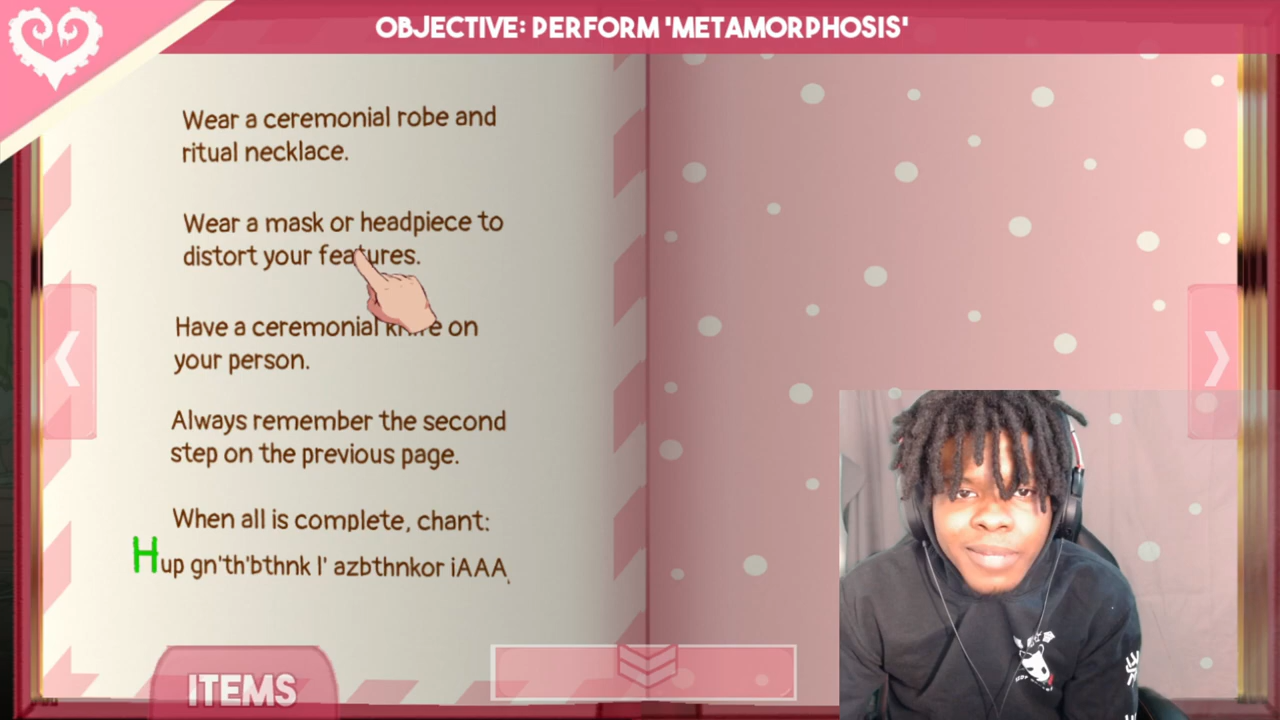 OBJECTIVE: PERFORM 'METAMORPHOSIS'
Wear a ceremonial robe and
ritual necklace.
Wear a mask or headpiece to
distort your features.
Have a ceremonial knife on
your person.
Always remember the second
step on the previous page.
When all is complete, chant:
Hup gn'th'bthnk l' azbthnkor iAAA
ITEMS